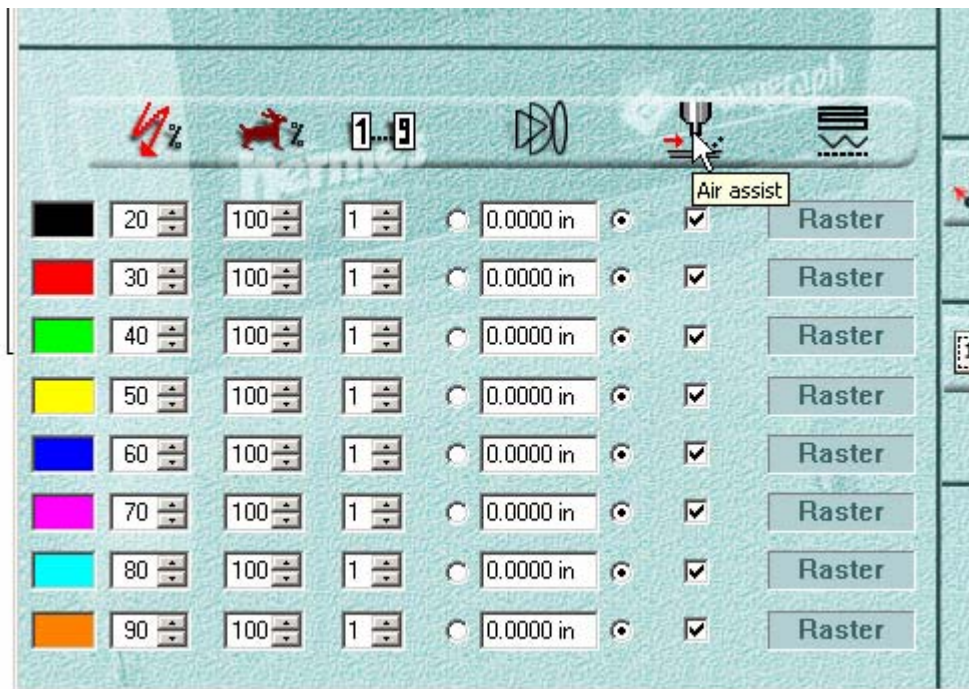 Gravograph
% % 1...9
hermes
Air assist
20 100 1 0.0000 in Raster
30 100 1 0.0000 in Raster
40 100 1 0.0000 in Raster
50 100 1 0.0000 in Raster
60 100 1 0.0000 in Raster
70 100 1 0.0000 in Raster
80 100 1 0.0000 in Raster
90 100 1 0.0000 in Raster